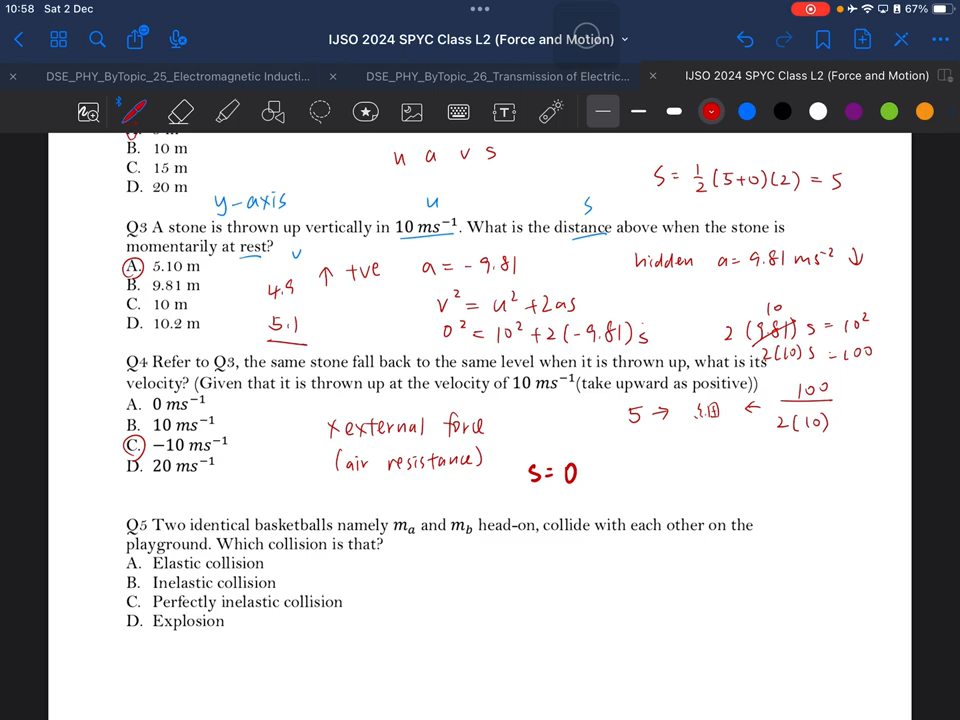 10:58 Sat 2 Dec
67%
IJSO 2024 SPYC Class L2 (Force and Motion)
DSE_PHY_ByTopic_25_Electromagnetic Inducti...
DSE_PHY_ByTopic_26_Transmission of Electric...
IJSO 2024 SPYC Class L2 (Force and Motion)
B. 10 m
C. 15 m
D. 20 m
u a v s
s = 1/2 (5+0)(2) = 5
y-axis
u
s
Q3 A stone is thrown up vertically in 10 ms⁻¹. What is the distance above when the stone is
momentarily at rest?
v
A. 5.10 m
B. 9.81 m
C. 10 m
D. 10.2 m
4.9
5.1
↑ +ve
a = - 9.81
v² = u² + 2as
0² = 10² + 2(-9.81)s
hidden a = 9.81 ms⁻² ↓
10
2 (9.81) s = 10²
2(10) s = 100
100
2(10)
5 →
←
Q4 Refer to Q3, the same stone fall back to the same level when it is thrown up, what is its
velocity? (Given that it is thrown up at the velocity of 10 ms⁻¹(take upward as positive))
A. 0 ms⁻¹
B. 10 ms⁻¹
C. −10 ms⁻¹
D. 20 ms⁻¹
x external force
(air resistance)
s = 0
Q5 Two identical basketballs namely mₐ and m_b head-on, collide with each other on the
playground. Which collision is that?
A. Elastic collision
B. Inelastic collision
C. Perfectly inelastic collision
D. Explosion